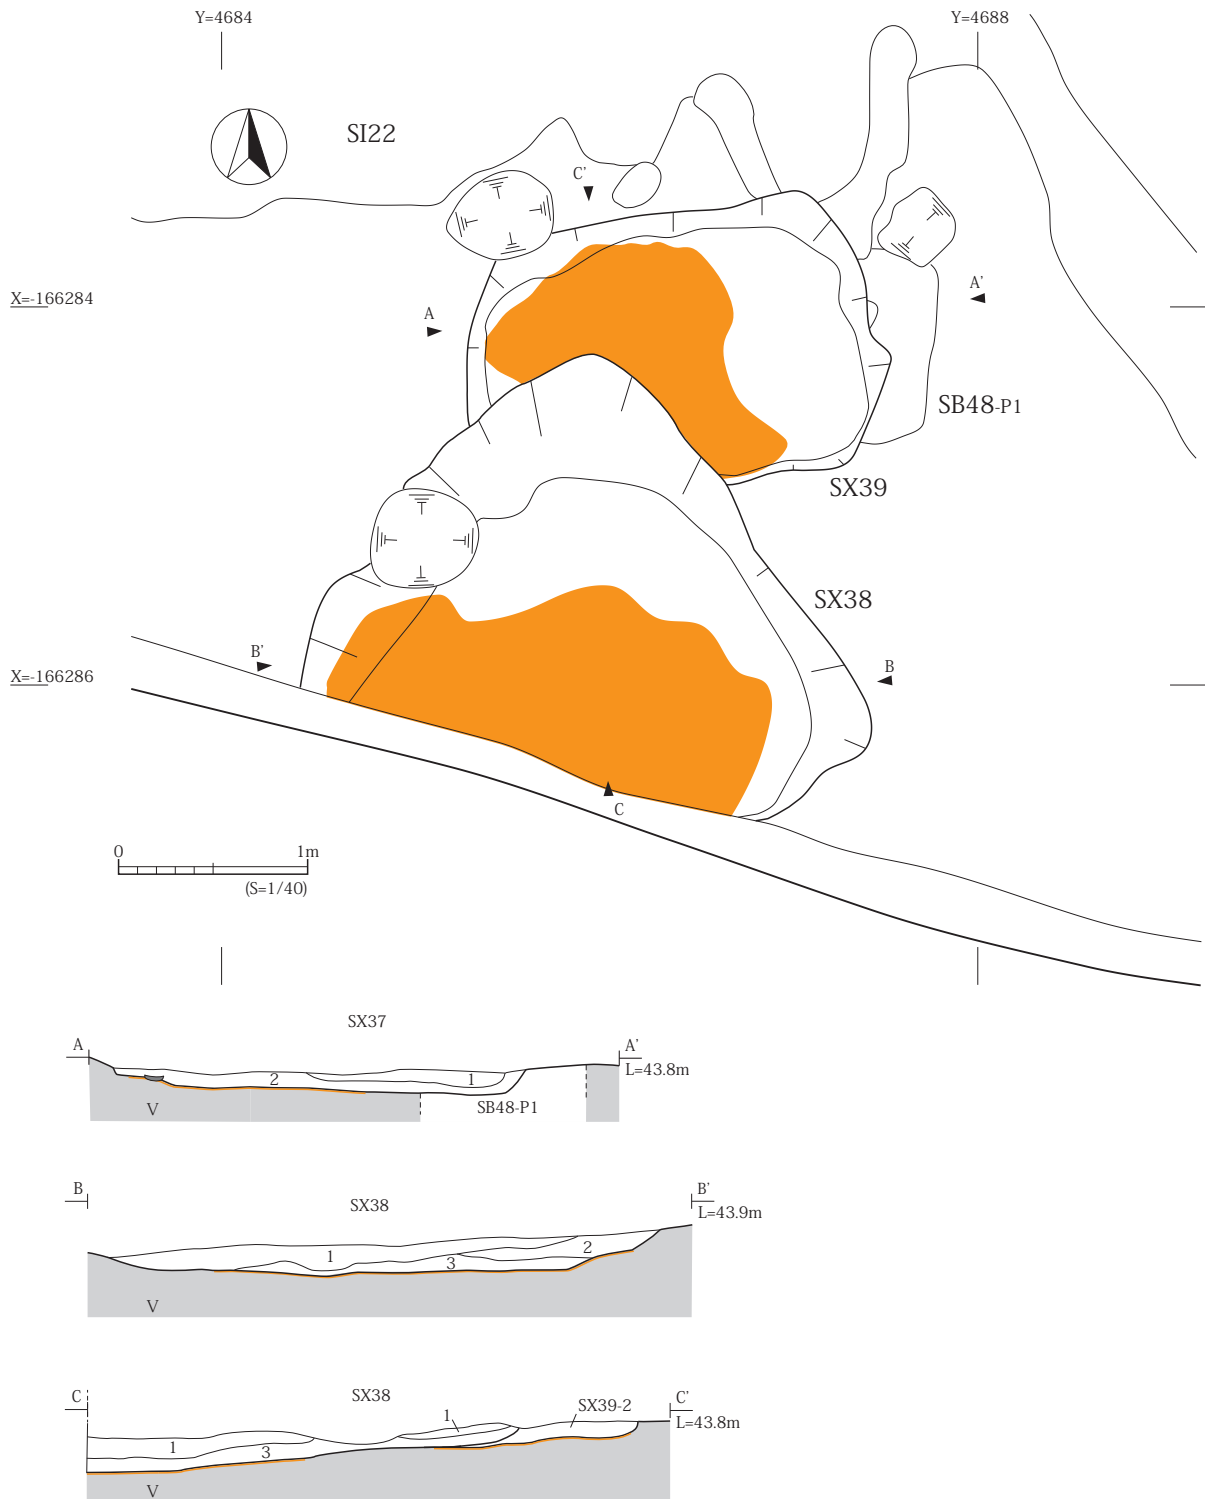 Y=4684
Y=4688
SI22
C'
X=-166284
A
A'
SB48-P1
SX39
SX38
B'
B
X=-166286
C
0 1m
(S=1/40)
SX37
A
A'
L=43.8m
2
1
SB48-P1
V
B
SX38
B'
L=43.9m
1
2
3
V
C
SX38
1
SX39-2
C'
L=43.8m
1
3
V